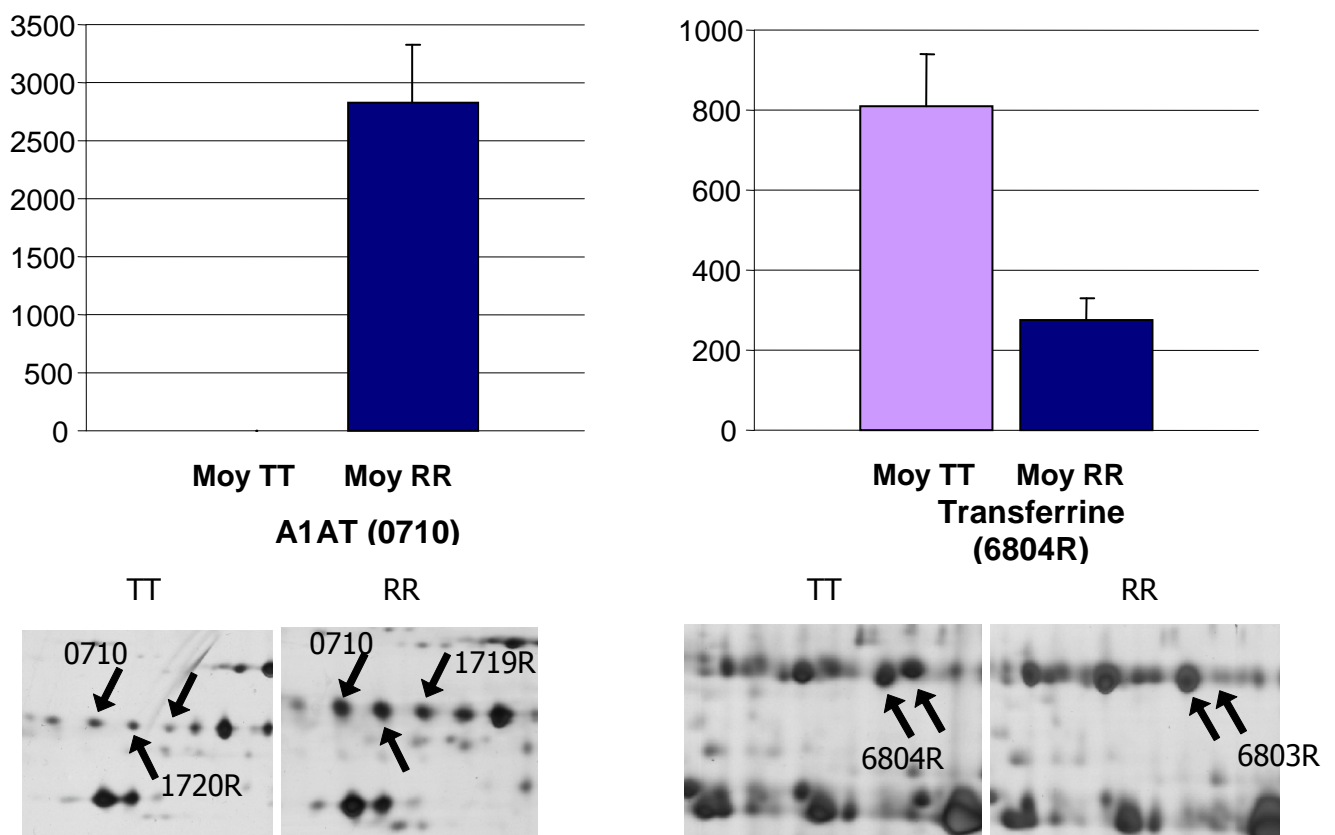 3500
3000
2500
2000
1500
1000
500
0
Moy TT Moy RR
A1AT (0710)
1000
800
600
400
200
0
Moy TT Moy RR
Transferrine
(6804R)
TT RR
0710
1720R
0710
1719R
TT RR
6804R
6803R